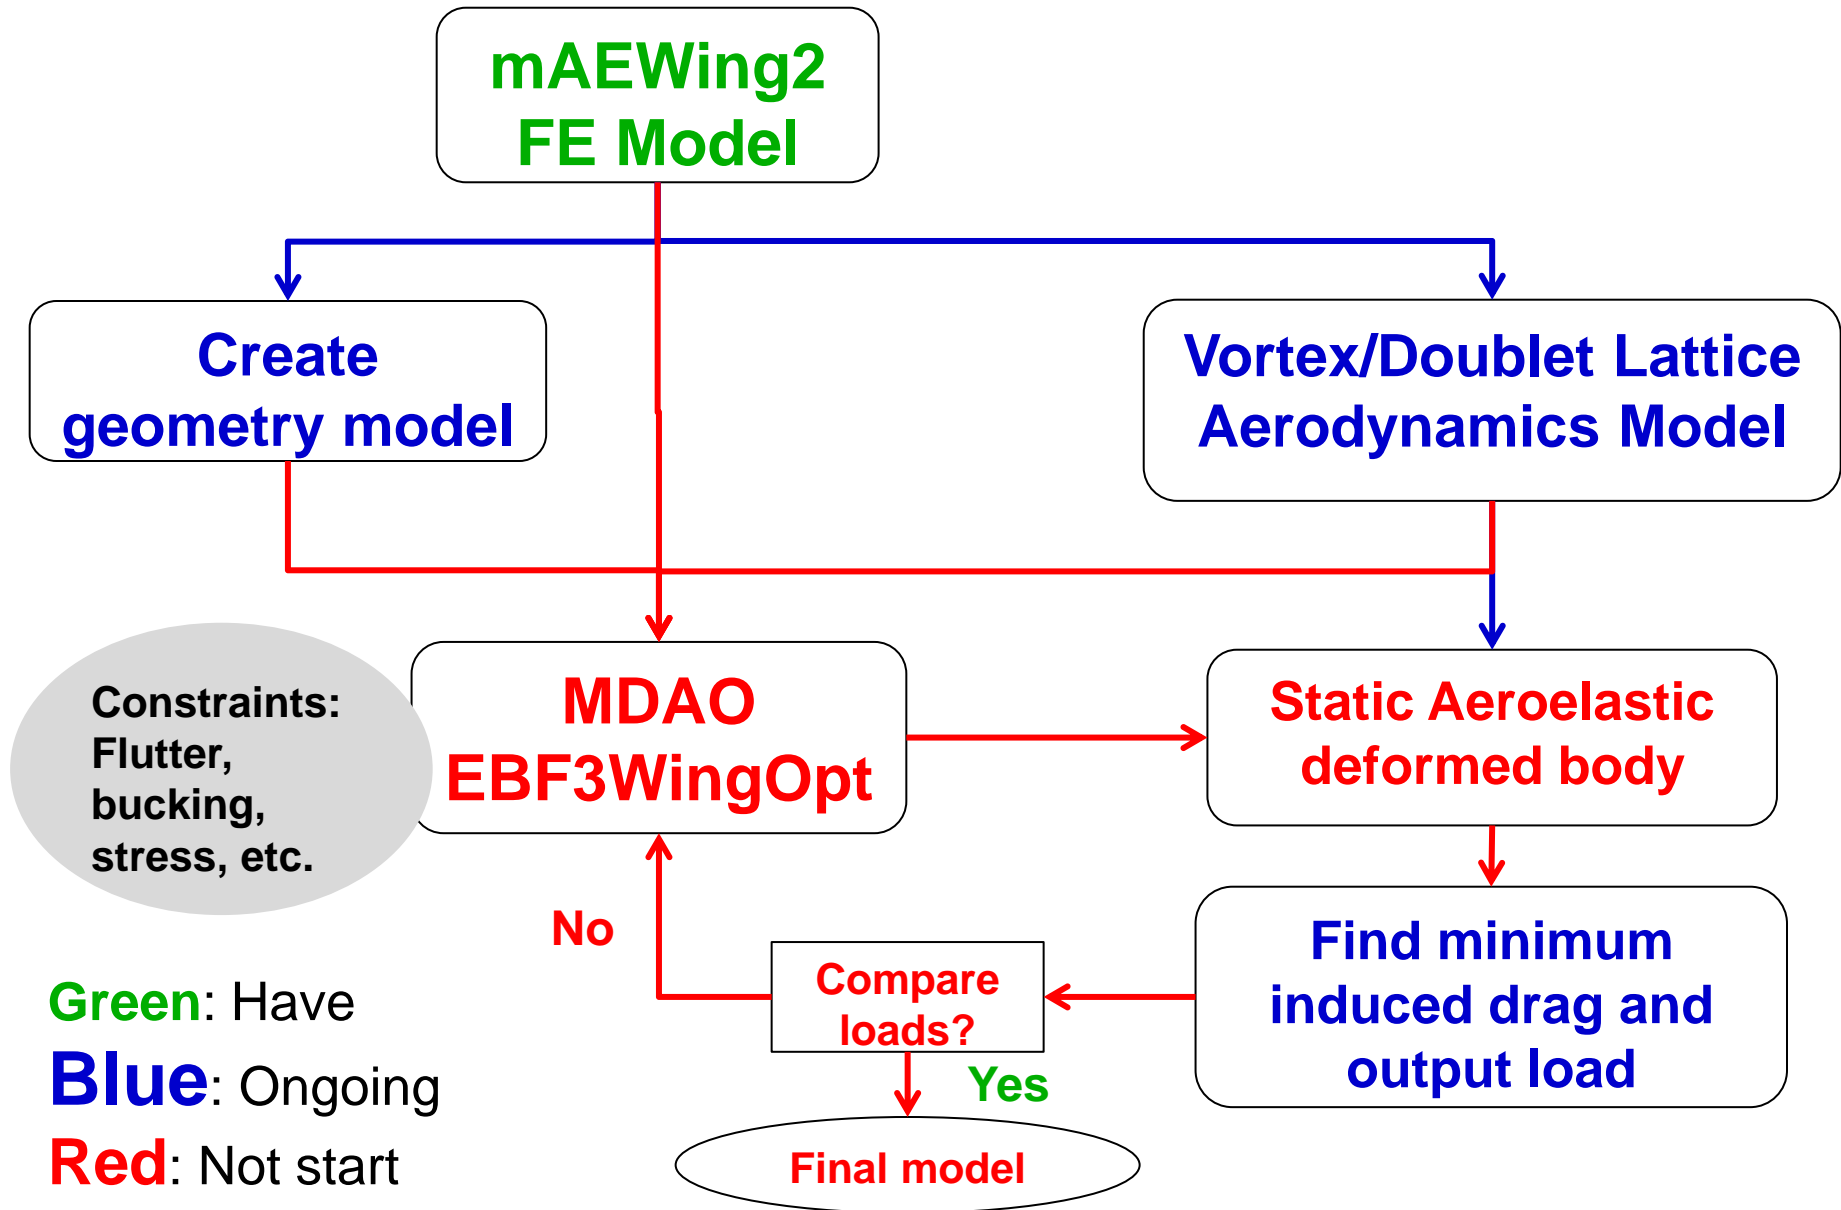 mAEWing2
FE Model
Create
geometry model
Vortex/Doublet Lattice
Aerodynamics Model
Constraints:
Flutter,
bucking,
stress, etc.
MDAO
EBF3WingOpt
Static Aeroelastic
deformed body
No
Compare
loads?
Find minimum
induced drag and
output load
Yes
Final model
Green: Have
Blue: Ongoing
Red: Not start